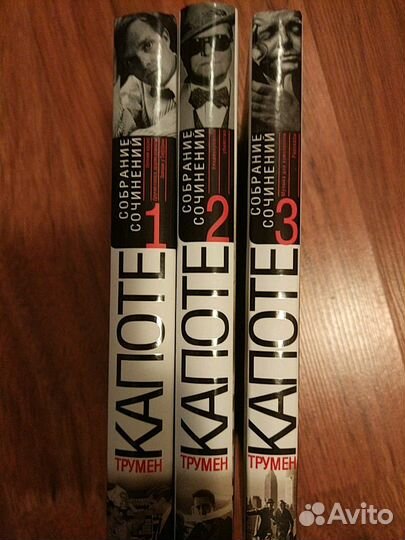 СОБРАНИЕ
СОЧИНЕНИЙ
1
ТРУМЕН
КАПОТЕ
СОБРАНИЕ
СОЧИНЕНИЙ
2
ТРУМЕН
КАПОТЕ
СОБРАНИЕ
СОЧИНЕНИЙ
3
ТРУМЕН
КАПОТЕ
Avito